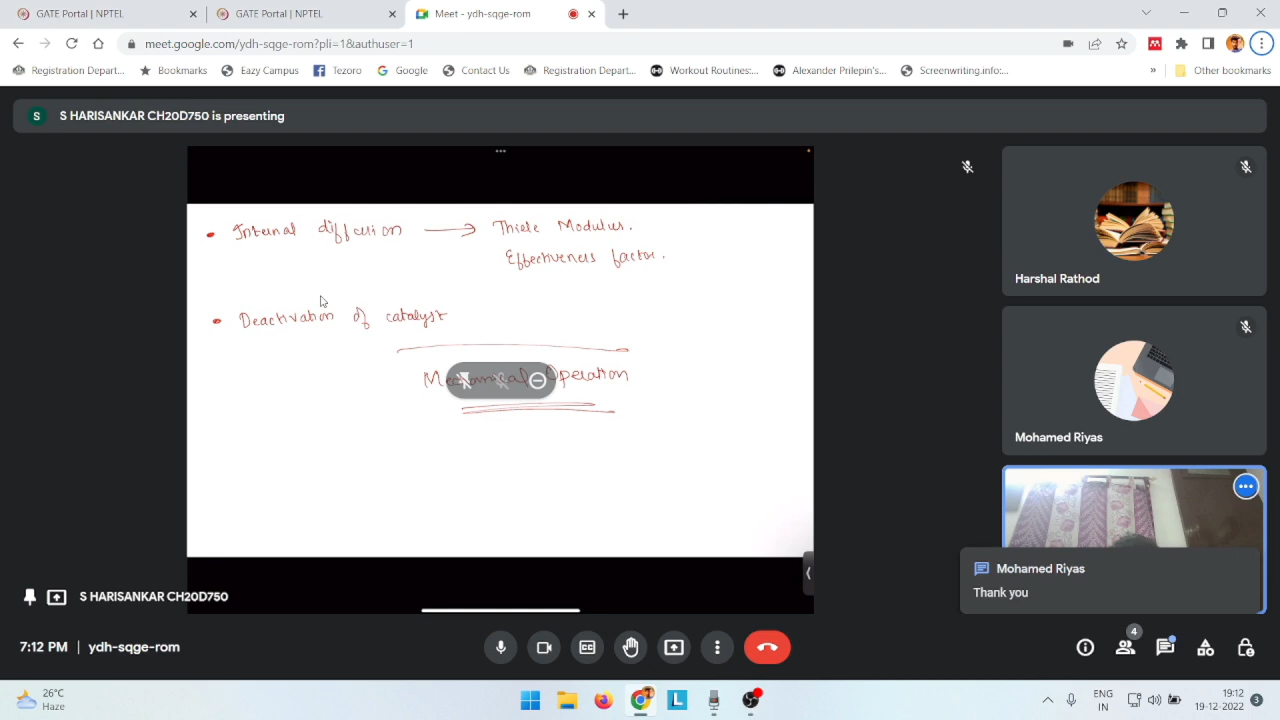 GATE Portal | NPTEL
GATE Portal | NPTEL
Meet - ydh-sqge-rom
meet.google.com/ydh-sqge-rom?pli=1&authuser=1
Registration Depart...
Bookmarks
Eazy Campus
Tezoro
Google
Contact Us
Registration Depart...
Workout Routines:...
Alexander Prilepin's...
Screenwriting.info:...
»
Other bookmarks
S
S HARISANKAR CH20D750 is presenting
• Internal diffusion → Thiele Modulus.
Effectiveness factor.
• Deactivation of catalyst
Mechanical Operation
Harshal Rathod
Mohamed Riyas
Mohamed Riyas
Thank you
S HARISANKAR CH20D750
7:12 PM | ydh-sqge-rom
4
26°C
Haze
L
ENG
IN
19:12
19-12-2022
3